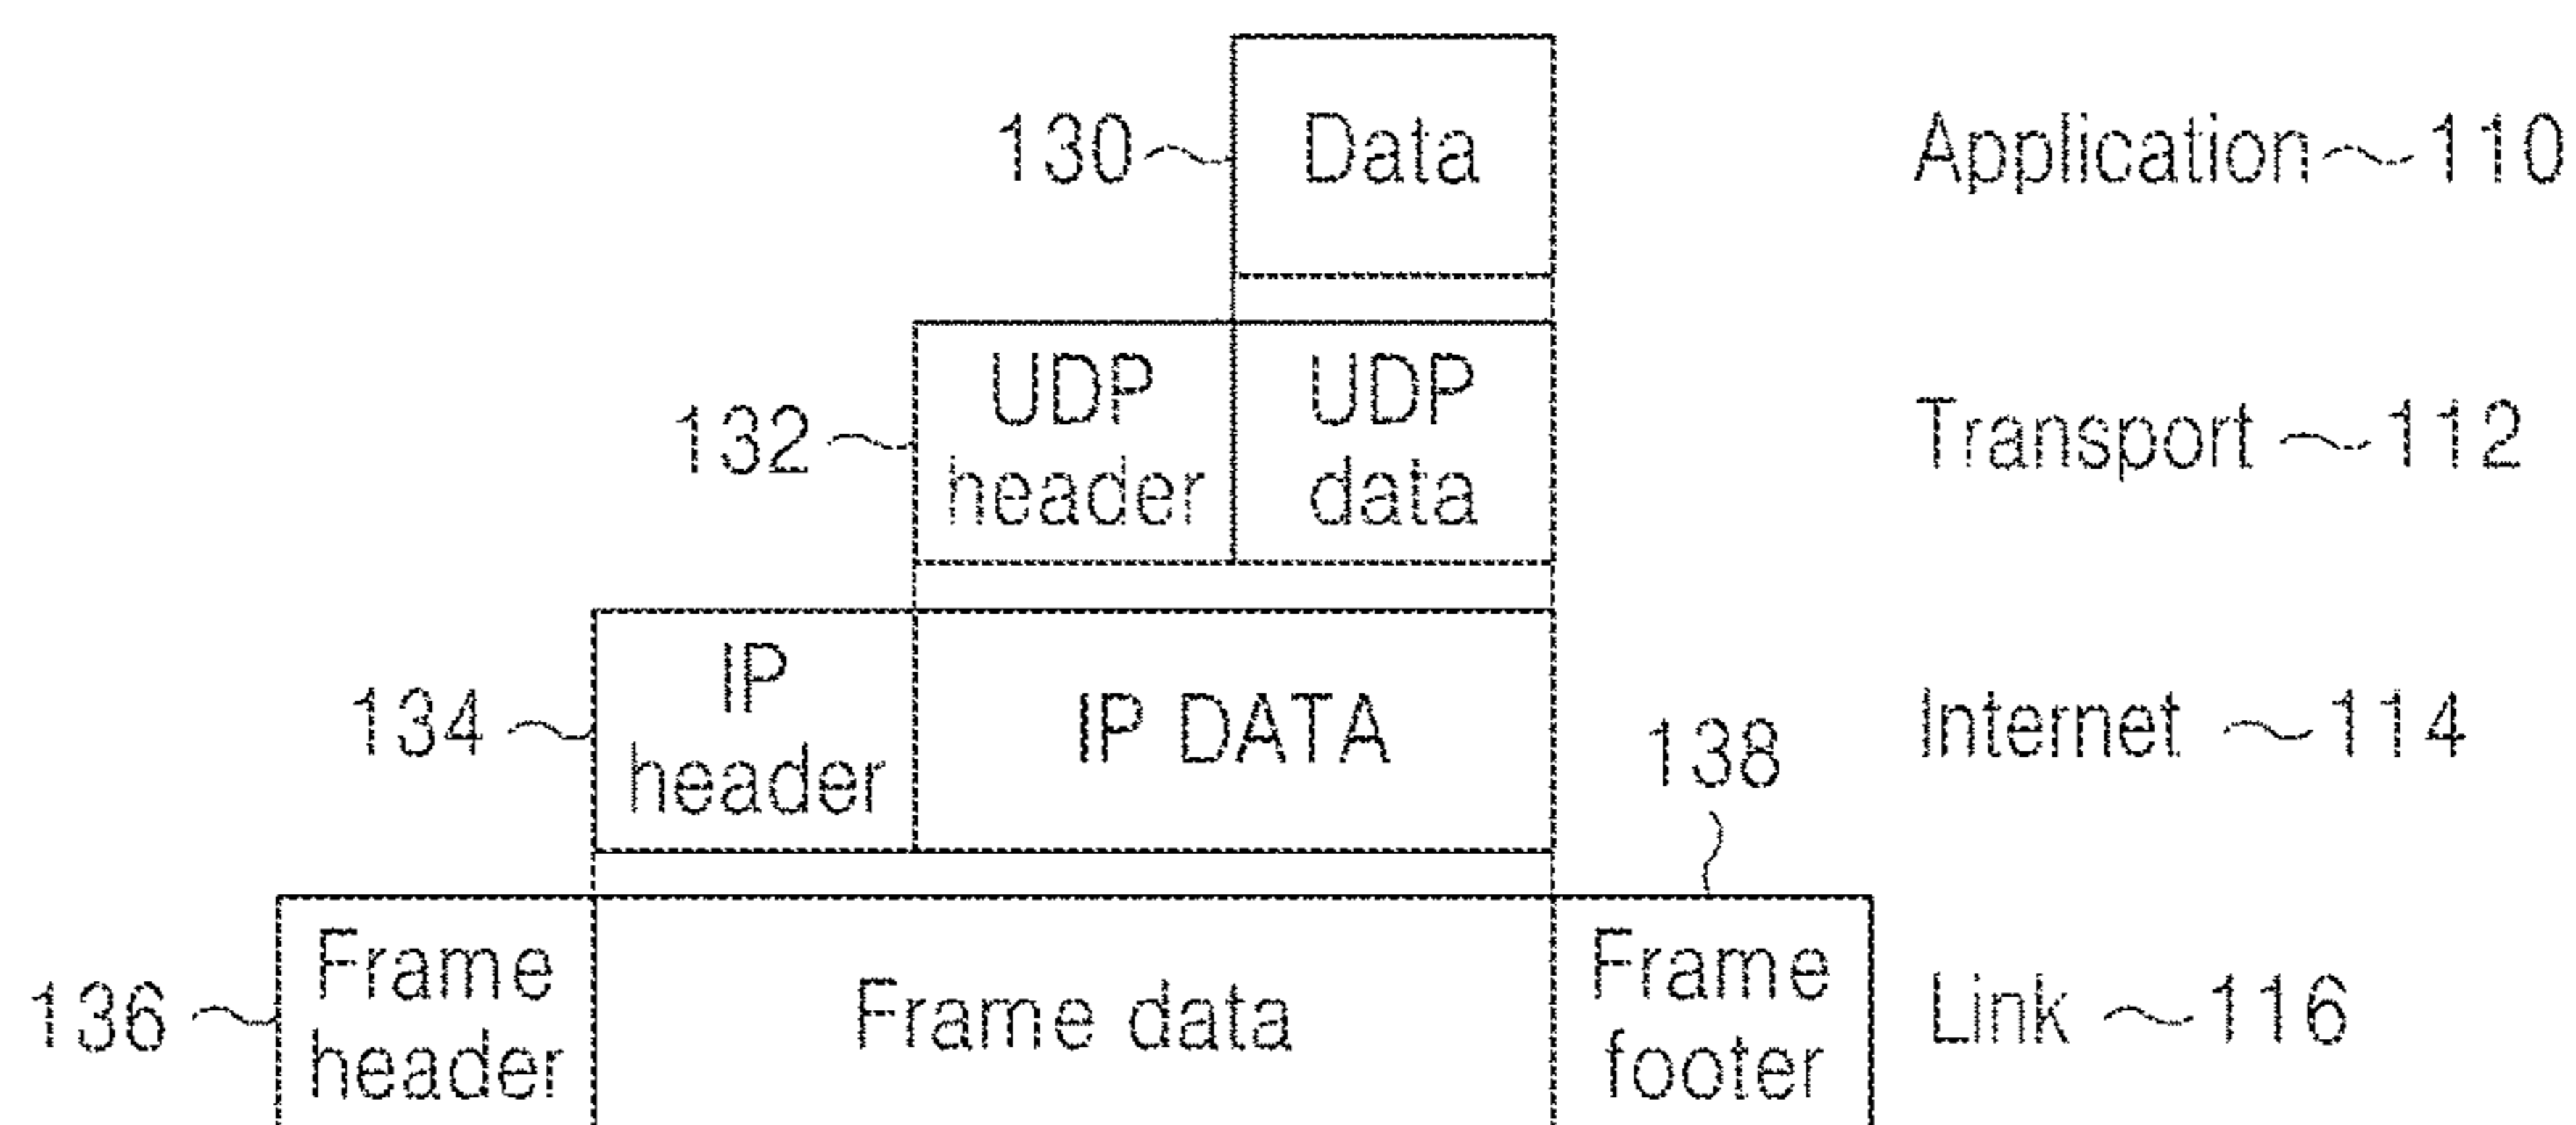 130 Data Application 110
132 UDP header UDP data Transport 112
134 IP header IP DATA Internet 114
138
136 Frame header Frame data Frame footer Link 116